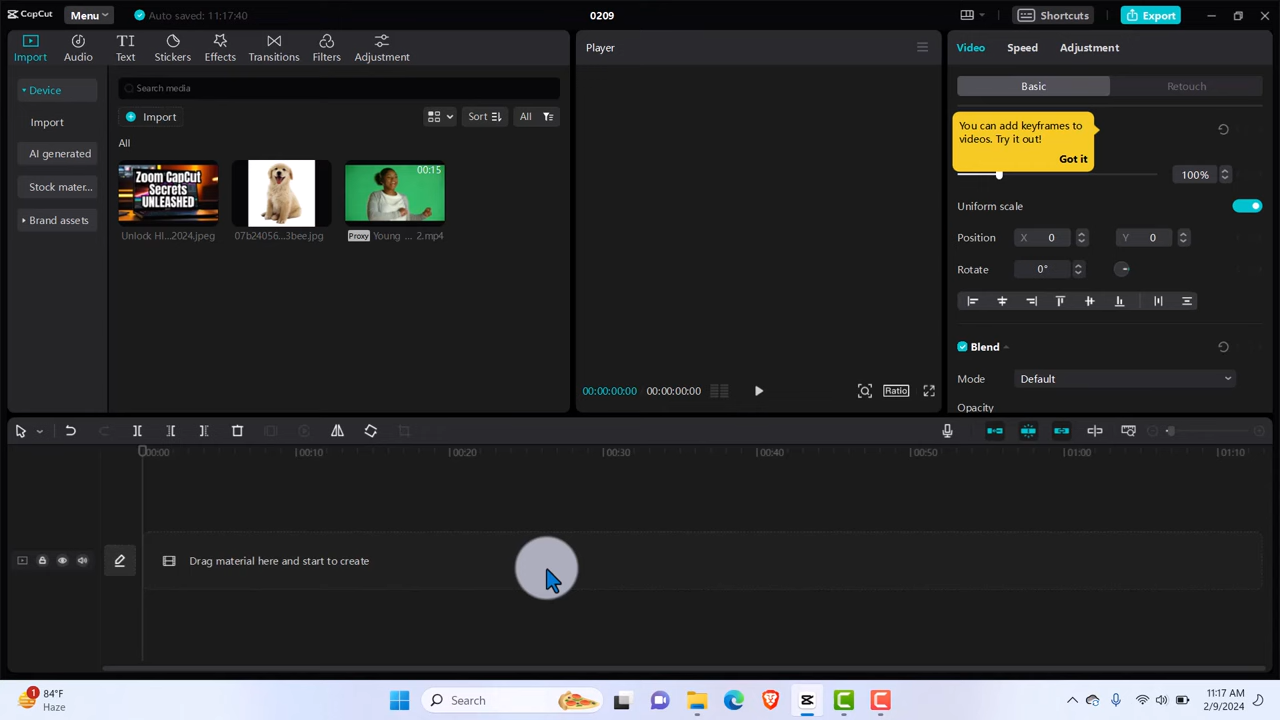 CapCut
Menu
Auto saved: 11:17:40
0209
Shortcuts
Export
Import
Audio
Text
Stickers
Effects
Transitions
Filters
Adjustment
Device
Import
AI generated
Stock mater...
Brand assets
Search media
Import
Sort
All
All
Zoom CapCut
Secrets
UNLEASHED
Unlock HI...2024.jpeg
07b24056...3bee.jpg
00:15
Proxy
Young ... 2.mp4
Player
00:00:00:00
00:00:00:00
Ratio
Video
Speed
Adjustment
Basic
Retouch
You can add keyframes to
videos. Try it out!
Got it
100%
Uniform scale
Position
X
0
Y
0
Rotate
0°
Blend
Mode
Default
Opacity
00:00
00:10
00:20
00:30
00:40
00:50
01:00
01:10
Drag material here and start to create
1
84°F
Haze
Search
11:17 AM
2/9/2024